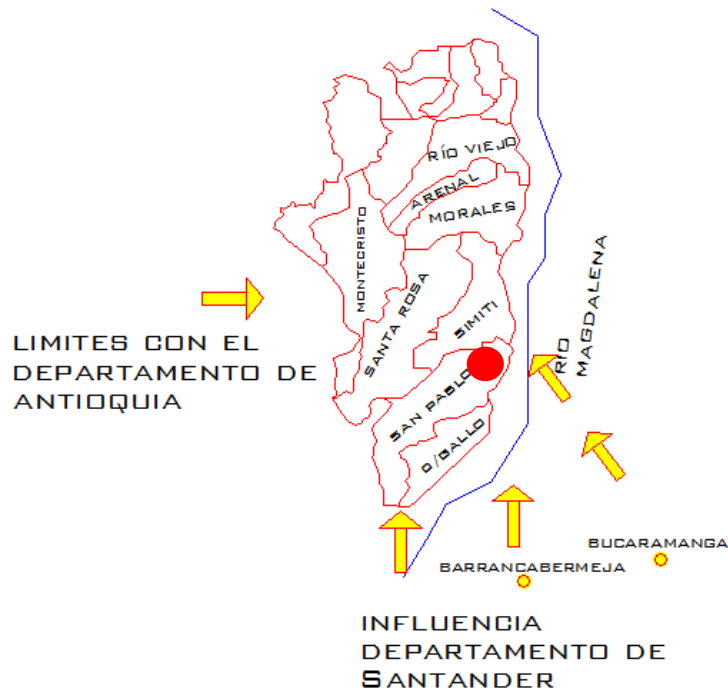 RÍO VIEJO
ARENAL
MORALES
MONTECRISTO
SANTA ROSA
SIMITI
RÍO
MAGDALENA
LIMITES CON EL
DEPARTAMENTO DE
ANTIOQUIA
SAN PABLO
C/GALLO
BUCARAMANGA
BARRANCABERMEJA
INFLUENCIA
DEPARTAMENTO DE
SANTANDER